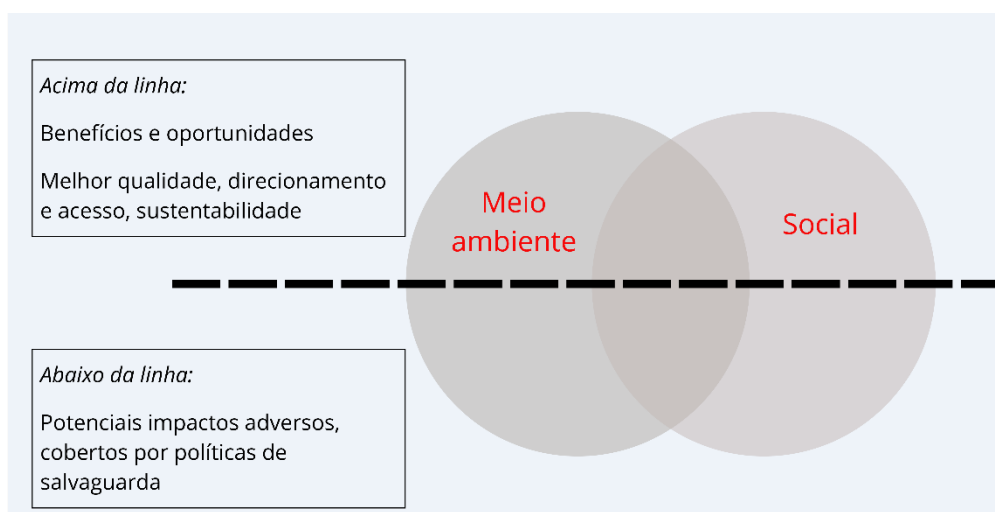 Acima da linha:
Benefícios e oportunidades
Melhor qualidade, direcionamento
e acesso, sustentabilidade
Meio
ambiente
Social
Abaixo da linha:
Potenciais impactos adversos,
cobertos por políticas de
salvaguarda